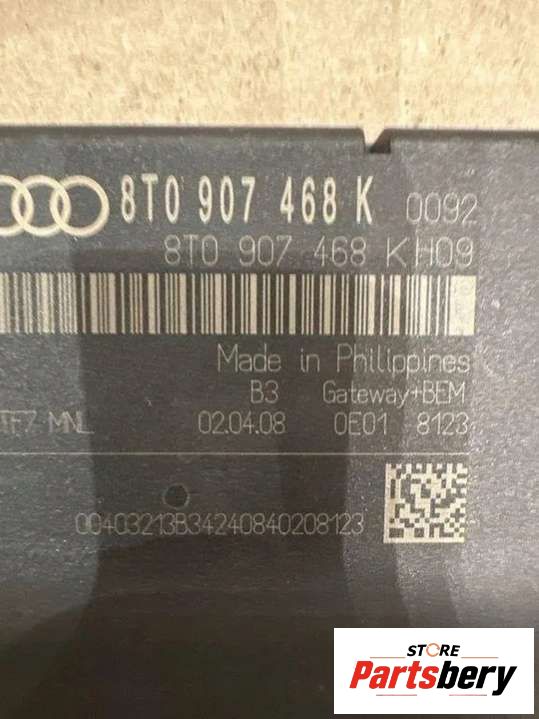 8T0 907 468 K 0092
8T0 907 468 K H09
Made in Philippines
B3 Gateway+BEM
TF7 MNL 02.04.08 0E01 8123
00403213B34240840208123
STORE
Partsbery